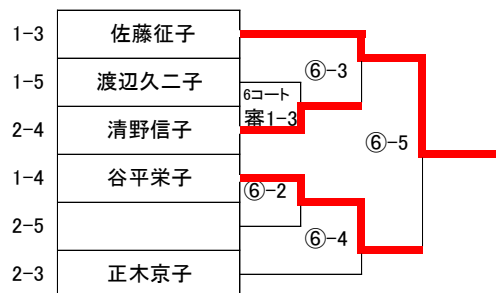 1-3 佐藤征子
1-5 渡辺久二子
2-4 清野信子
1-4 谷平栄子
2-5
2-3 正木京子
6コート
審1-3
⑥-3
⑥-2
⑥-4
⑥-5